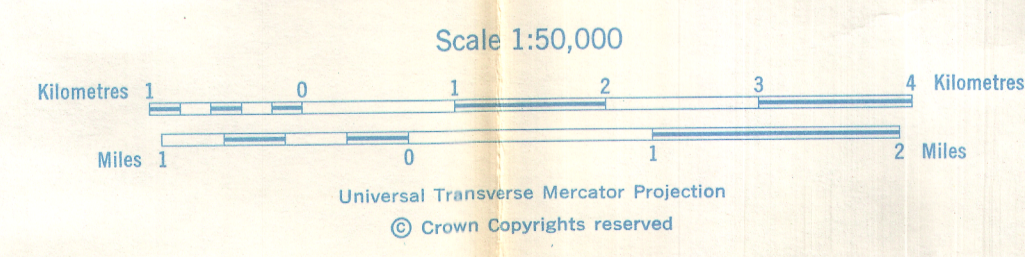 Scale 1:50,000
Kilometres 1 0 1 2 3 4 Kilometres
Miles 1 0 1 2 Miles
Universal Transverse Mercator Projection
© Crown Copyrights reserved